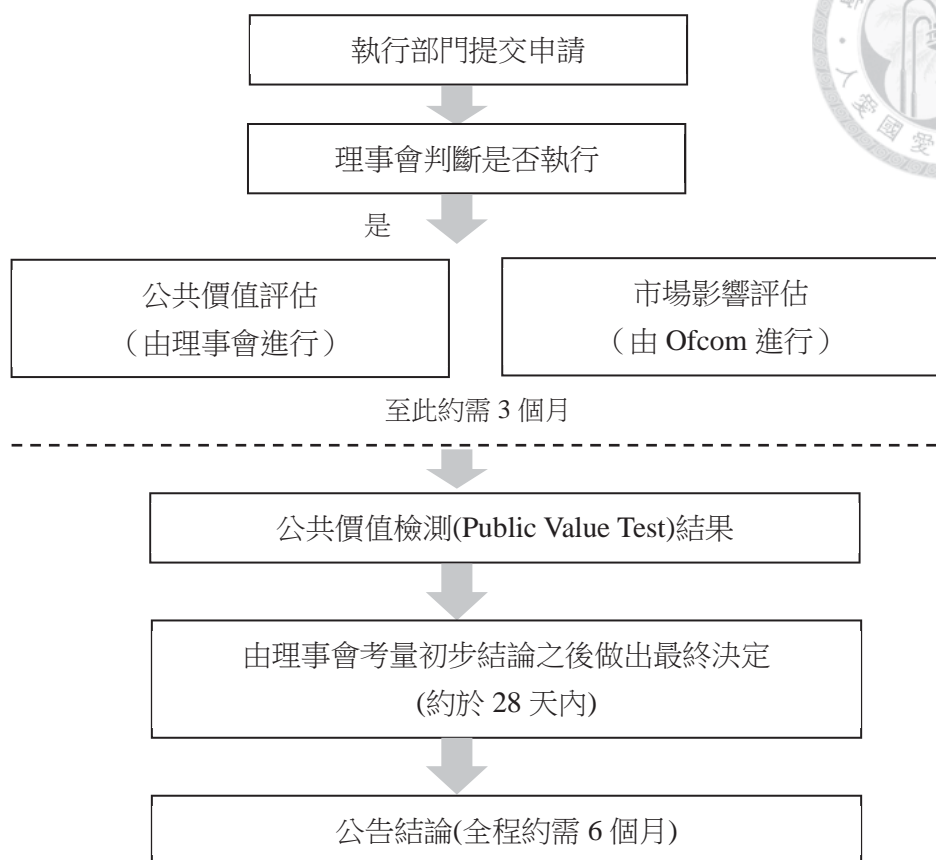 執行部門提交申請
理事會判斷是否執行
是
公共價值評估
（由理事會進行）
市場影響評估
（由 Ofcom 進行）
至此約需 3 個月
公共價值檢測(Public Value Test)結果
由理事會考量初步結論之後做出最終決定
(約於 28 天內)
公告結論(全程約需 6 個月)
人愛國愛